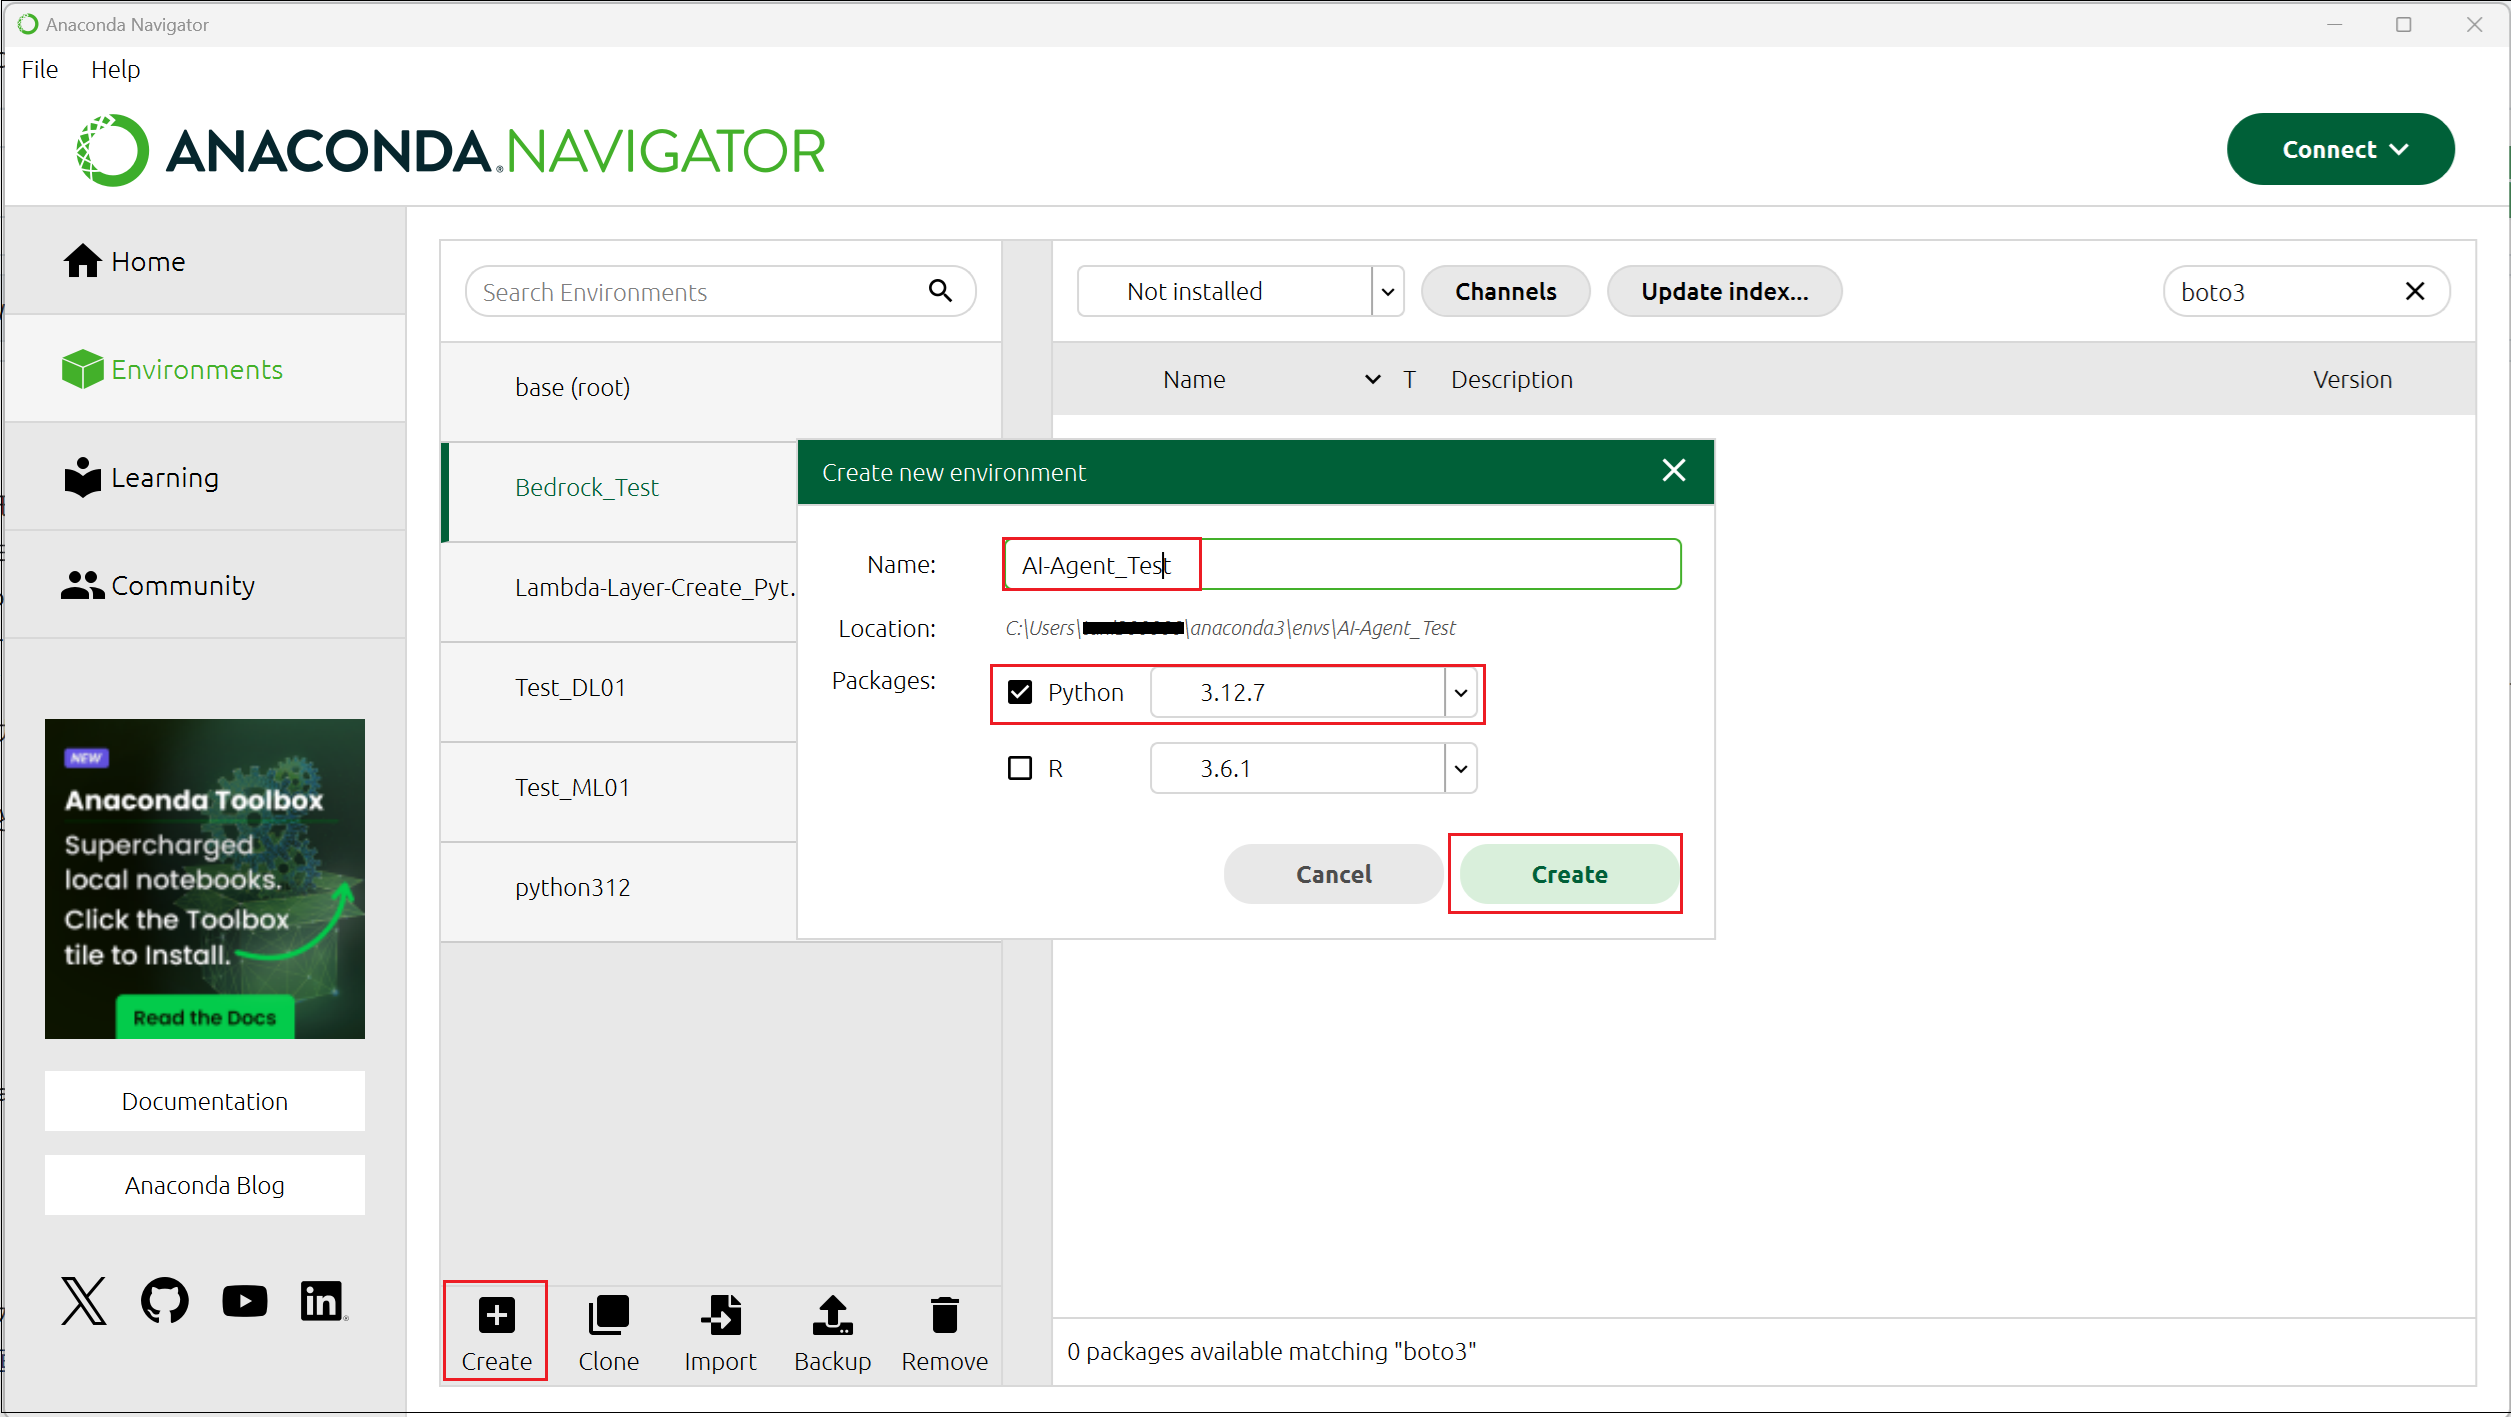 Anaconda Navigator
File Help
ANACONDA.NAVIGATOR
Connect
Home
Environments
Learning
Community
NEW
Anaconda Toolbox
Supercharged
local notebooks.
Click the Toolbox
tile to Install.
Read the Docs
Documentation
Anaconda Blog
Search Environments
base (root)
Bedrock_Test
Lambda-Layer-Create_Pyt...
Test_DL01
Test_ML01
python312
Create Clone Import Backup Remove
Not installed Channels Update index... boto3
Name T Description Version
Create new environment
Name: AI-Agent_Test
Location: C:\Users\ \anaconda3\envs\AI-Agent_Test
Packages: Python 3.12.7
R 3.6.1
Cancel Create
0 packages available matching "boto3"